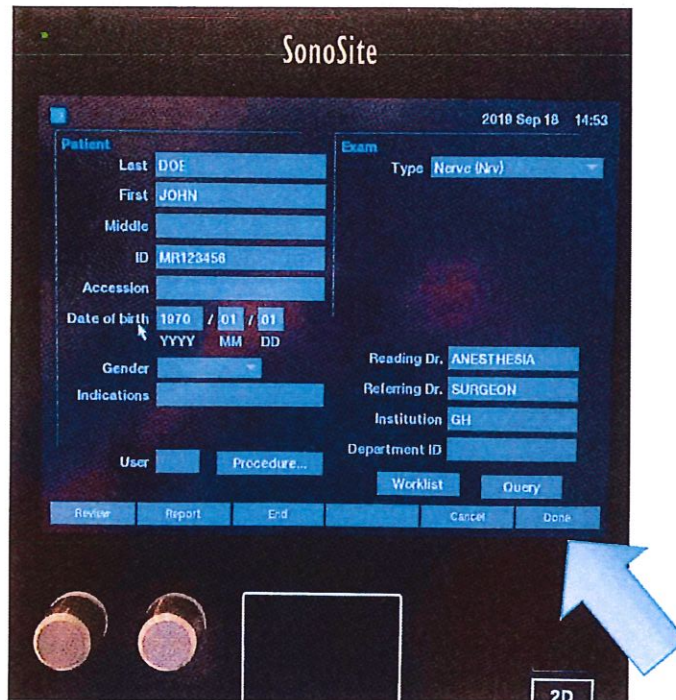 SonoSite
2019 Sep 18 14:53
Patient
Last DOE
First JOHN
Middle
ID MR123456
Accession
Date of birth 1970 / 01 / 01
YYYY MM DD
Gender
Indications
User Procedure...
Exam
Type Nerve (Nrv)
Reading Dr. ANESTHESIA
Referring Dr. SURGEON
Institution GH
Department ID
Worklist Query
Review Report End Cancel Done
2D